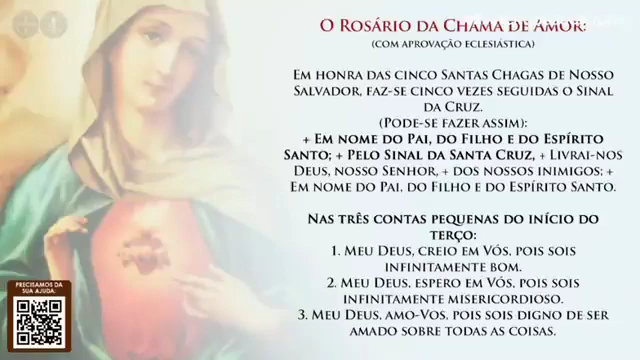 O Rosário da Chama de Amor:
(com aprovação eclesiástica)
Em honra das cinco Santas Chagas de Nosso
Salvador, faz-se cinco vezes seguidas o Sinal
da Cruz.
(Pode-se fazer assim):
+ Em nome do Pai, do Filho e do Espírito
Santo; + Pelo Sinal da Santa Cruz, + Livrai-nos
Deus, Nosso Senhor, + dos nossos inimigos; +
Em nome do Pai, do Filho e do Espírito Santo.
Nas três contas pequenas do início do
terço:
1. Meu Deus, creio em Vós, pois sois
infinitamente bom.
2. Meu Deus, espero em Vós, pois sois
infinitamente misericordioso.
3. Meu Deus, amo-Vos, pois sois digno de ser
amado sobre todas as coisas.
PRECISAMOS DA
SUA AJUDA: